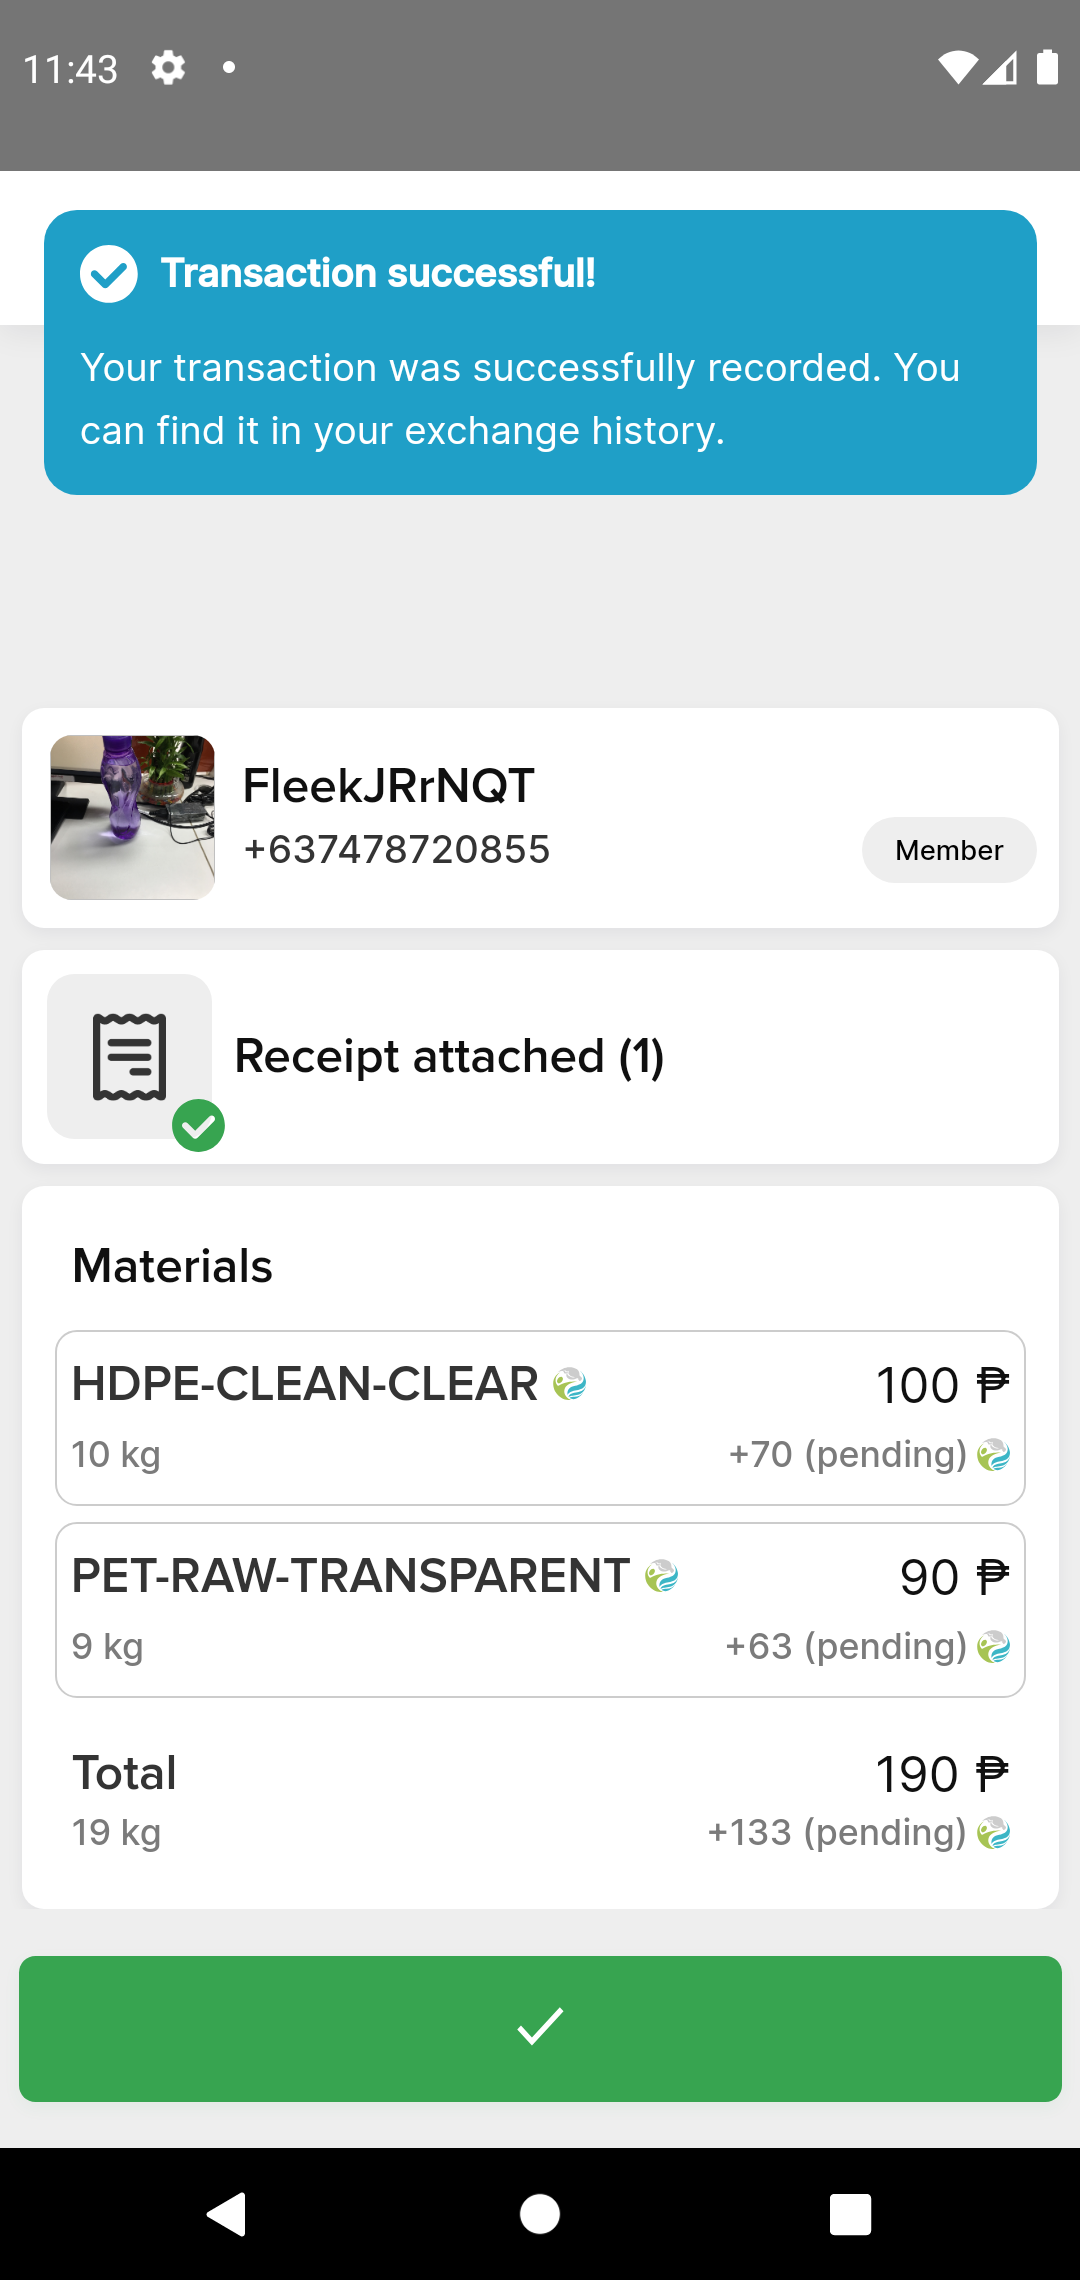 11:43
Transaction successful!
Your transaction was successfully recorded. You
can find it in your exchange history.
FleekJRrNQT
+637478720855
Member
Receipt attached (1)
Materials
HDPE-CLEAN-CLEAR 100 ₱
10 kg +70 (pending)
PET-RAW-TRANSPARENT 90 ₱
9 kg +63 (pending)
Total 190 ₱
19 kg +133 (pending)